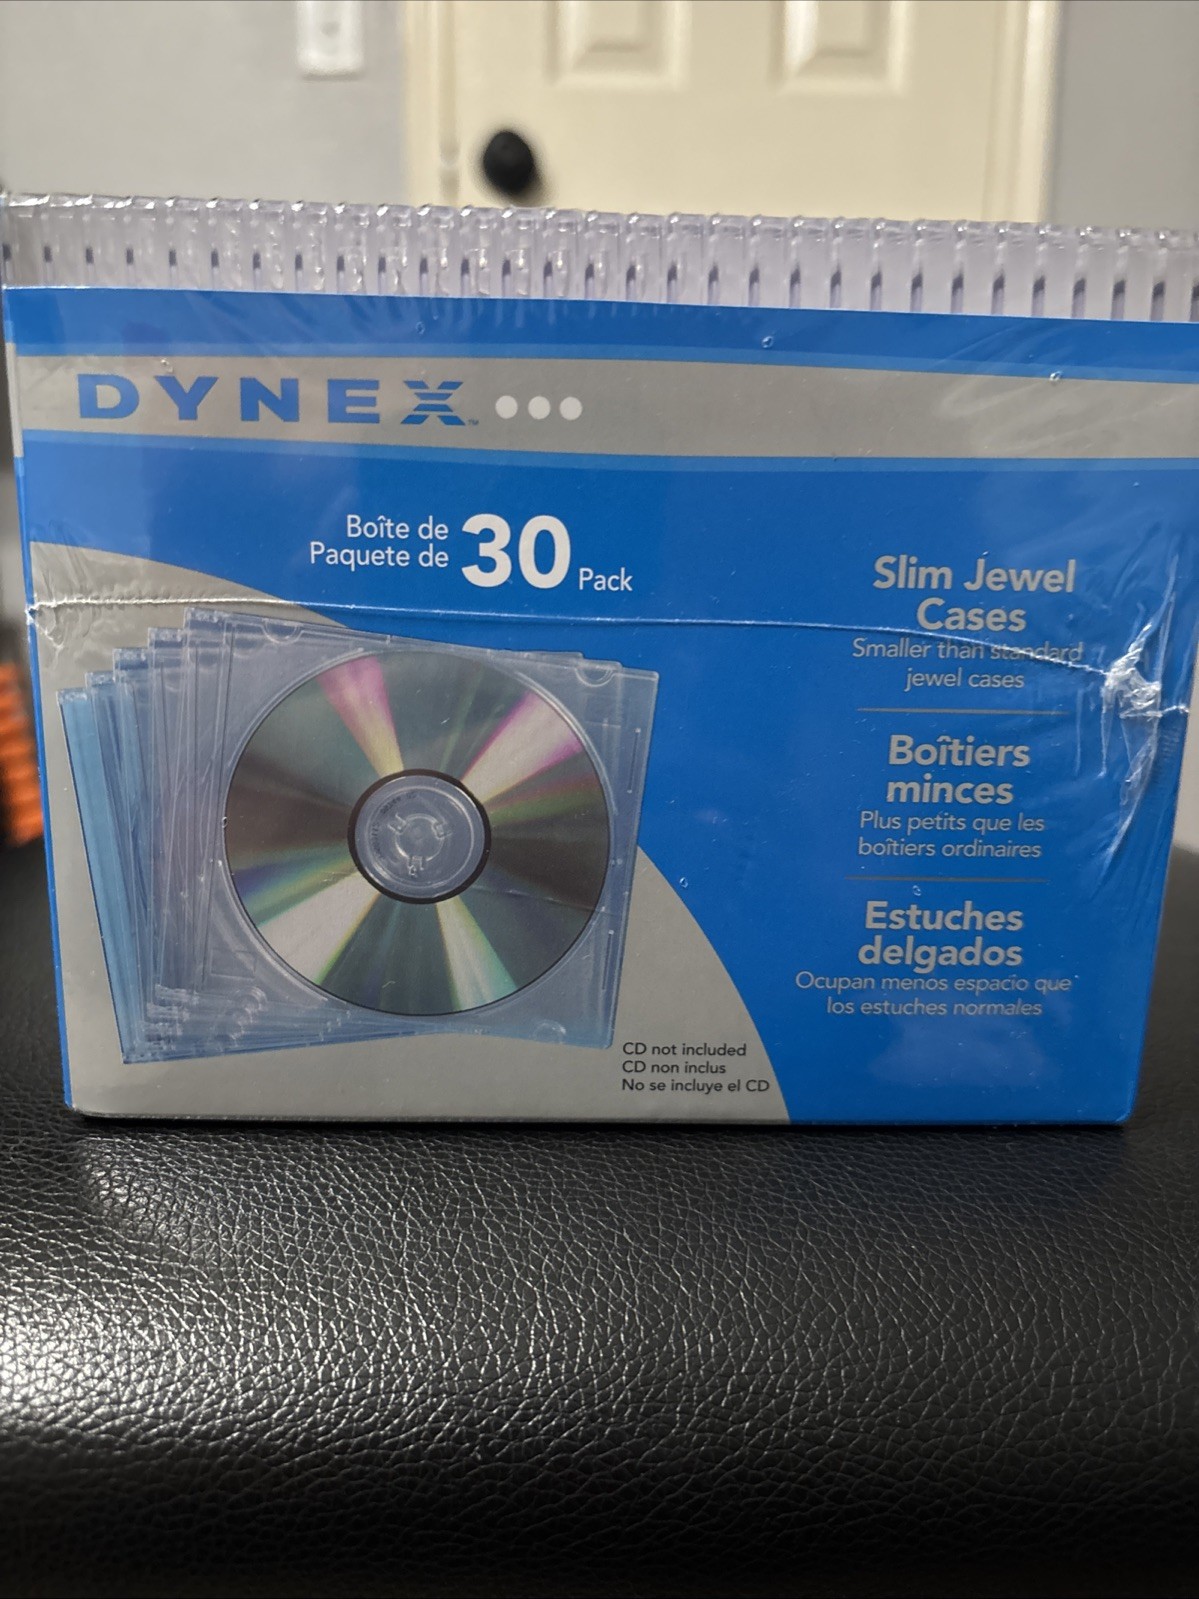 DYNEX™
Boîte de
Paquete de
30 Pack
Slim Jewel
Cases
Smaller than standard
jewel cases
Boîtiers
minces
Plus petits que les
boîtiers ordinaires
Estuches
delgados
Ocupan menos espacio que
los estuches normales
CD not included
CD non inclus
No se incluye el CD